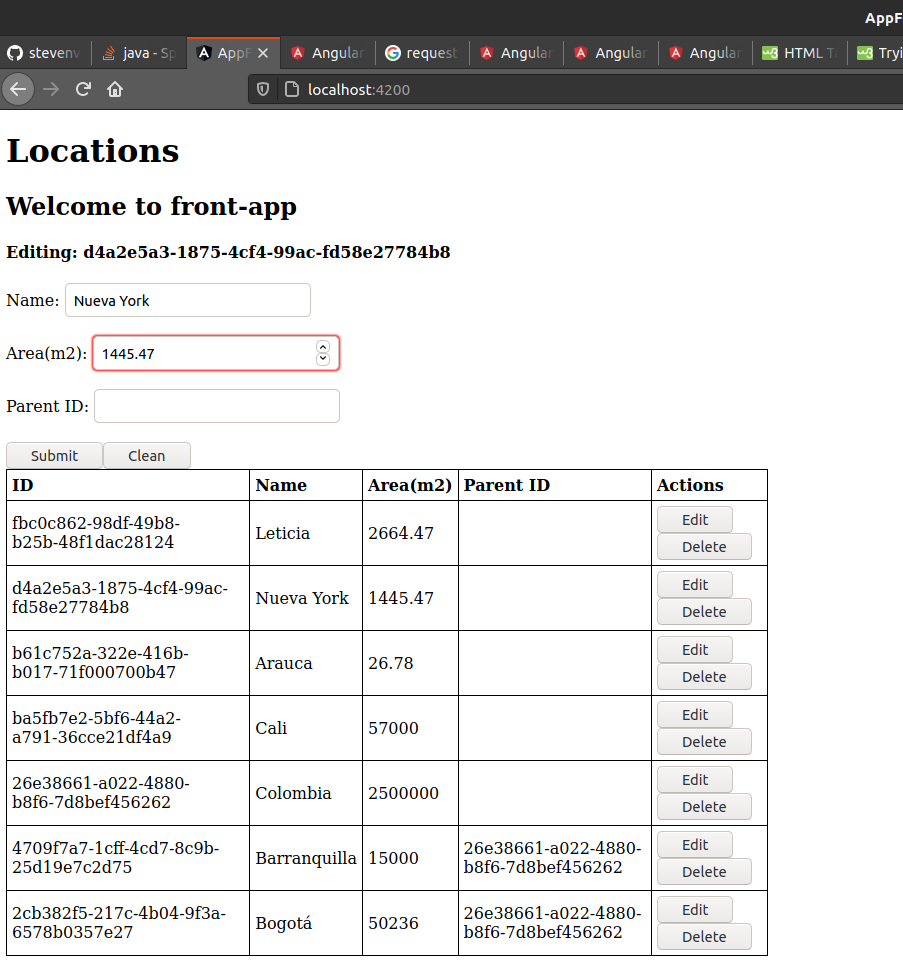 AppF
steven
java - Sp
AppF
Angular
request
Angular
Angular
Angular
HTML T
Tryi
localhost:4200
Locations
Welcome to front-app
Editing: d4a2e5a3-1875-4cf4-99ac-fd58e27784b8
Name: Nueva York
Area(m2): 1445.47
Parent ID:
Submit Clean
ID Name Area(m2) Parent ID Actions
fbc0c862-98df-49b8-
b25b-48f1dac28124
Leticia
2664.47
Edit
Delete
d4a2e5a3-1875-4cf4-99ac-
fd58e27784b8
Nueva York
1445.47
Edit
Delete
b61c752a-322e-416b-
b017-71f000700b47
Arauca
26.78
Edit
Delete
ba5fb7e2-5bf6-44a2-
a791-36cce21df4a9
Cali
57000
Edit
Delete
26e38661-a022-4880-
b8f6-7d8bef456262
Colombia
2500000
Edit
Delete
4709f7a7-1cff-4cd7-8c9b-
25d19e7c2d75
Barranquilla
15000
26e38661-a022-4880-
b8f6-7d8bef456262
Edit
Delete
2cb382f5-217c-4b04-9f3a-
6578b0357e27
Bogotá
50236
26e38661-a022-4880-
b8f6-7d8bef456262
Edit
Delete